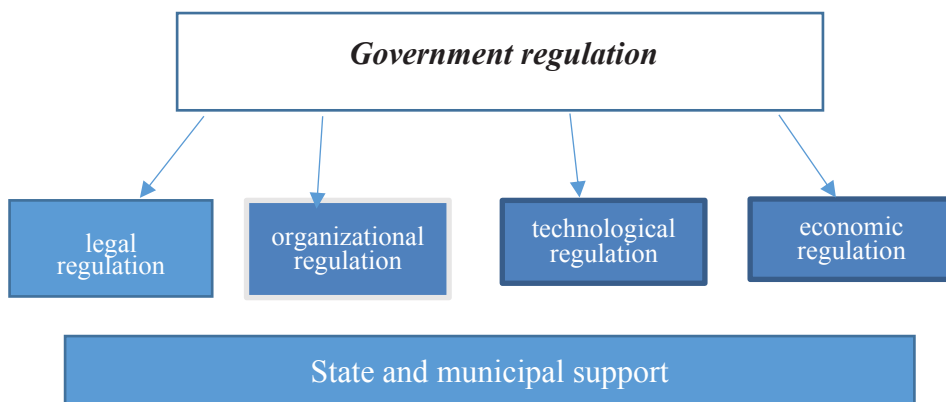 Government regulation
legal
regulation
organizational
regulation
technological
regulation
economic
regulation
State and municipal support